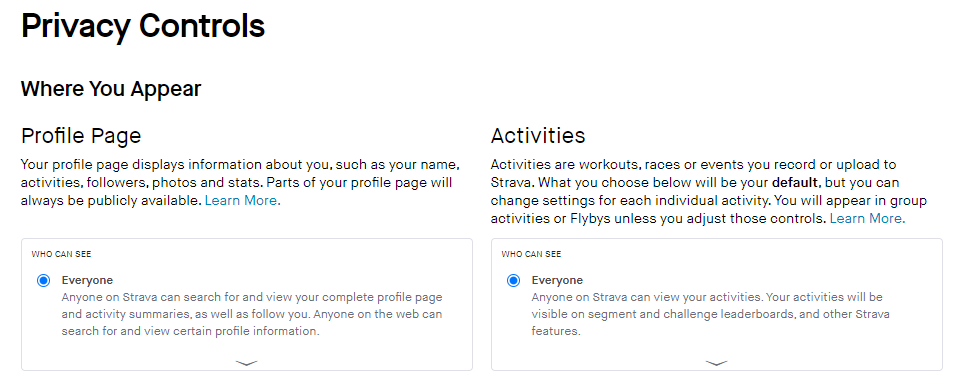 Privacy Controls
Where You Appear
Profile Page
Your profile page displays information about you, such as your name,
activities, followers, photos and stats. Parts of your profile page will
always be publicly available. Learn More.
WHO CAN SEE
Everyone
Anyone on Strava can search for and view your complete profile page
and activity summaries, as well as follow you. Anyone on the web can
search for and view certain profile information.
Activities
Activities are workouts, races or events you record or upload to
Strava. What you choose below will be your default, but you can
change settings for each individual activity. You will appear in group
activities or Flybys unless you adjust those controls. Learn More.
WHO CAN SEE
Everyone
Anyone on Strava can view your activities. Your activities will be
visible on segment and challenge leaderboards, and other Strava
features.